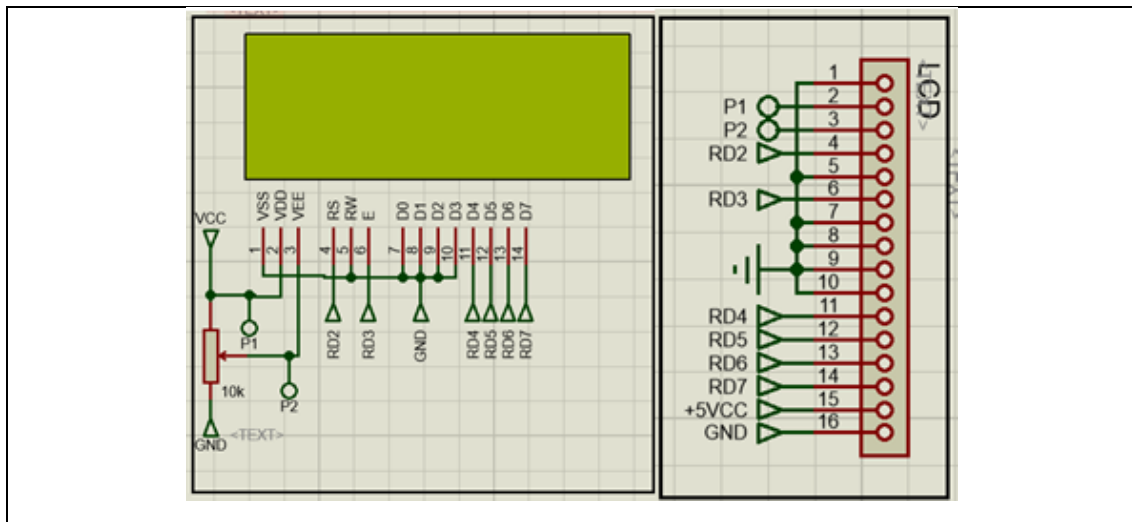 VSS
VDD
VEE
RS
RW
E
D0
D1
D2
D3
D4
D5
D6
D7
VCC
1
2
3
4
5
6
7
8
9
10
11
12
13
14
P1
RD2
RD3
GND
RD4
RD5
RD6
RD7
10k
P2
GND
<TEXT>
LCD
1
P1
2
P2
3
RD2
4
5
RD3
6
7
8
9
10
RD4
11
RD5
12
RD6
13
RD7
14
+5VCC
15
GND
16